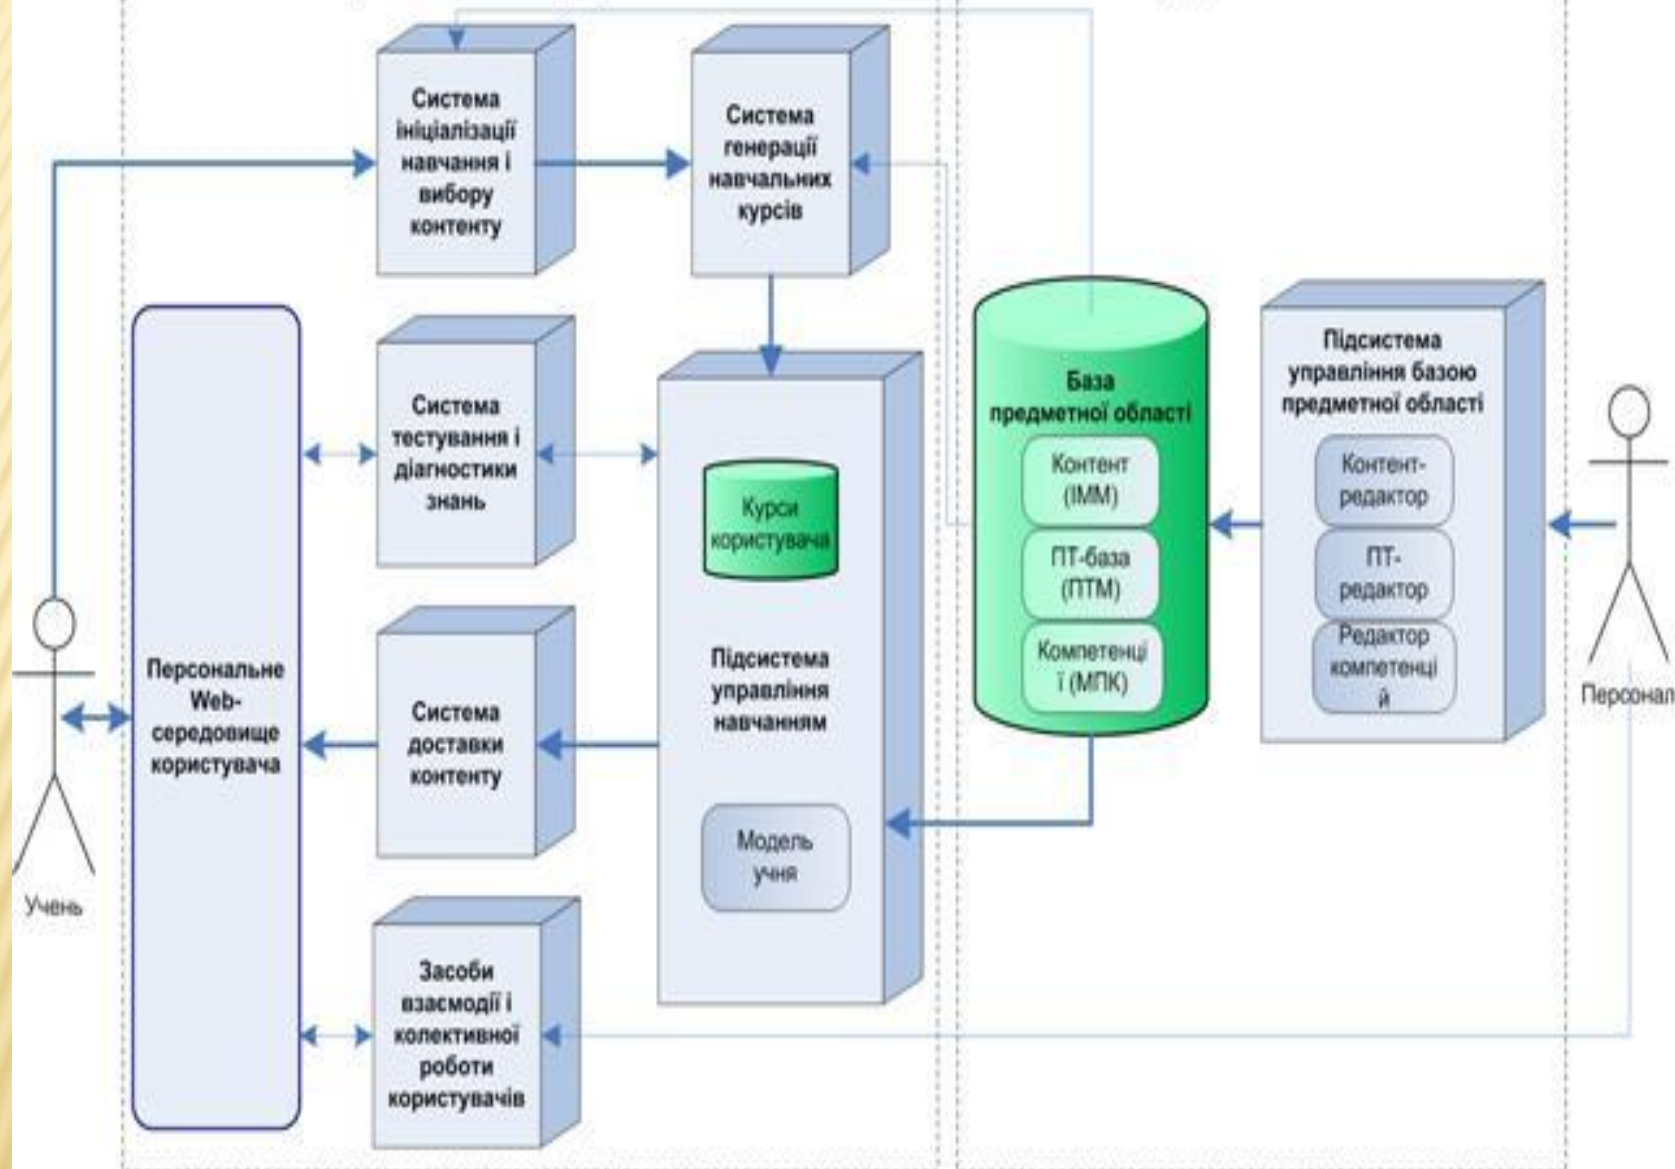 Система
ініціалізації
навчання і
вибору
контенту
Система
генерації
навчальних
курсів
Система
тестування і
діагностики
знань
Курси
користувача
Підсистема
управління
навчанням
Модель
учня
База
предметної області
Контент
(ІММ)
ПТ-база
(ПТМ)
Компетенці
ї (МПК)
Підсистема
управління базою
предметної області
Контент-
редактор
ПТ-
редактор
Редактор
компетенці
й
Персонал
Персональне
Web-
середовище
користувача
Система
доставки
контенту
Учень
Засоби
взаємодії і
колективної
роботи
користувачів